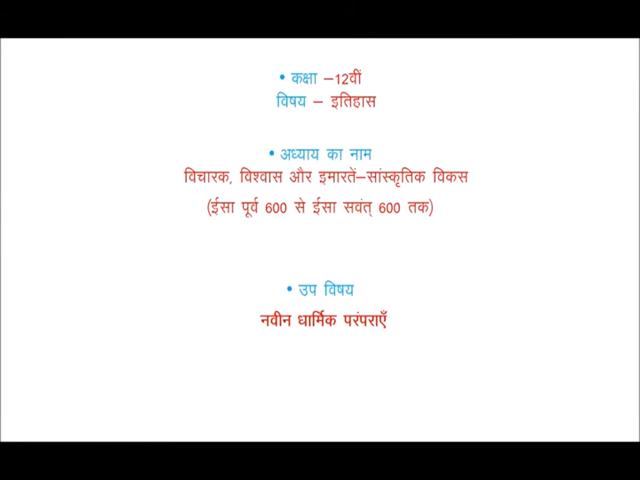 • कक्षा –12वीं
विषय – इतिहास
• अध्याय का नाम
विचारक, विश्वास और इमारतें–सांस्कृतिक विकस
(ईसा पूर्व 600 से ईसा सवंत् 600 तक)
• उप विषय
नवीन धार्मिक परंपराएँ